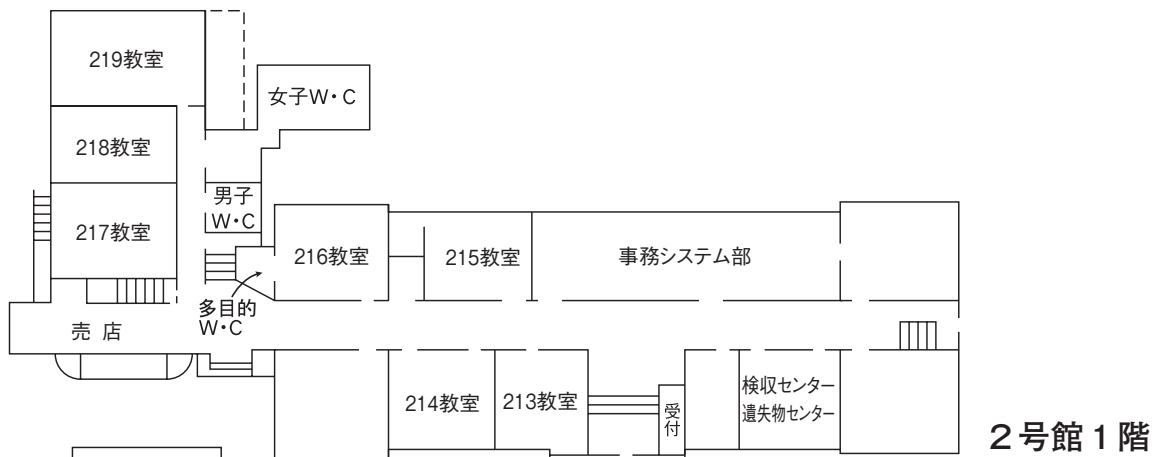 219教室
女子W・C
218教室
男子
W・C
217教室
216教室
215教室
事務システム部
多目的
W・C
売 店
214教室
213教室
受付
検収センター
遺失物センター
2号館1階